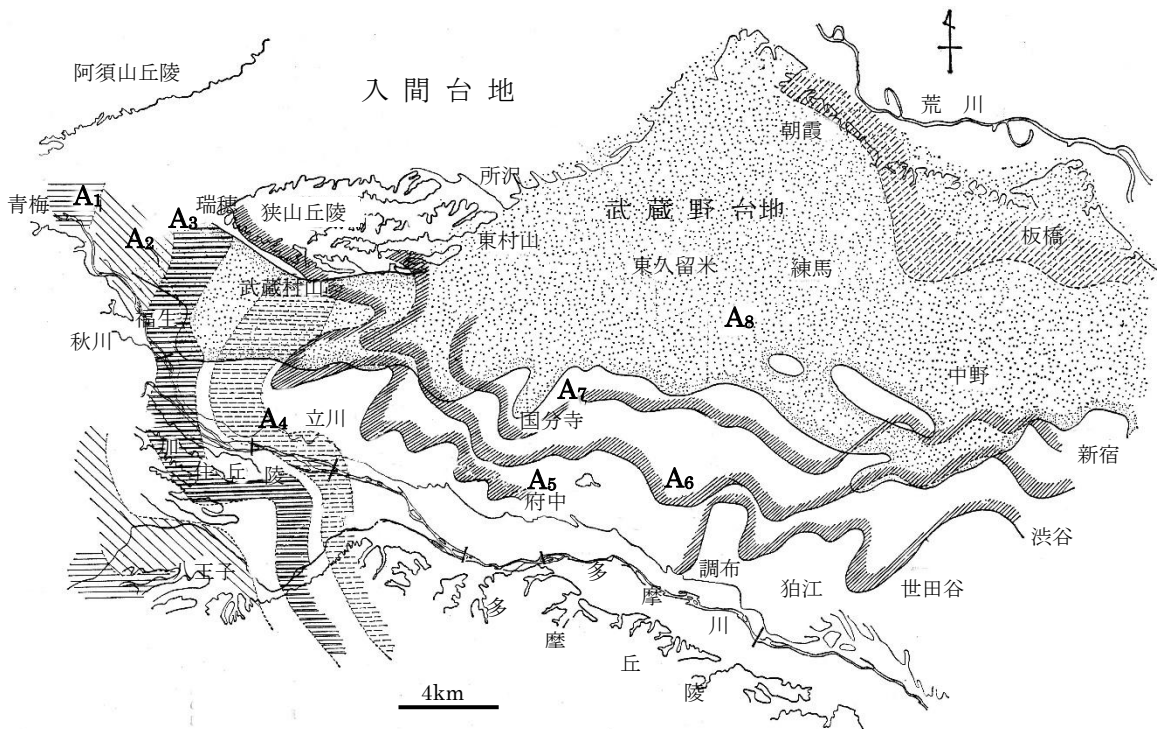 阿須山丘陵
入間台地
荒川
朝霞
所沢
青梅
A1
A3
瑞穂
狭山丘陵
武蔵野台地
A2
東村山
板橋
東久留米
練馬
武蔵村山
福生
A8
秋川
中野
A7
A4
立川
国分寺
新宿
加住丘陵
A5
A6
府中
渋谷
八王子
調布
狛江
世田谷
多摩川
多摩丘陵
4km